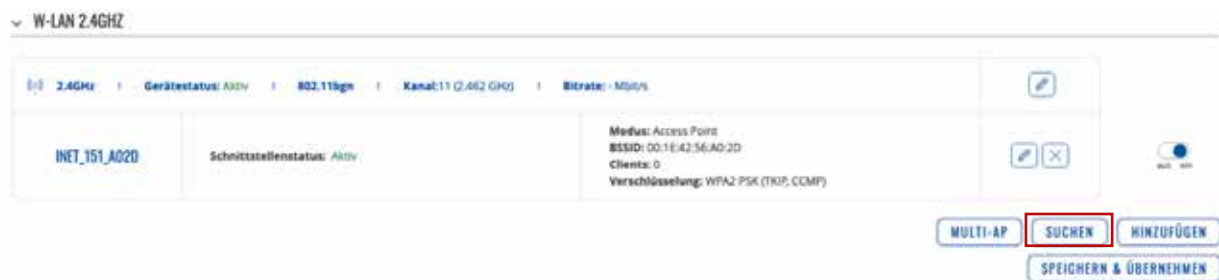 W-LAN 2.4GHZ
2.4GHz | Gerätestatus: Aktiv | 802.11bgn | Kanal:11 (2.462 GHz) | Bitrate: - Mbit/s
INET_151_A02D
Schnittstellenstatus: Aktiv
Modus: Access Point
BSSID: 00:1E:42:56:A0:2D
Clients: 0
Verschlüsselung: WPA2 PSK (TKIP, CCMP)
aus ein
MULTI-AP SUCHEN HINZUFÜGEN
SPEICHERN & ÜBERNEHMEN